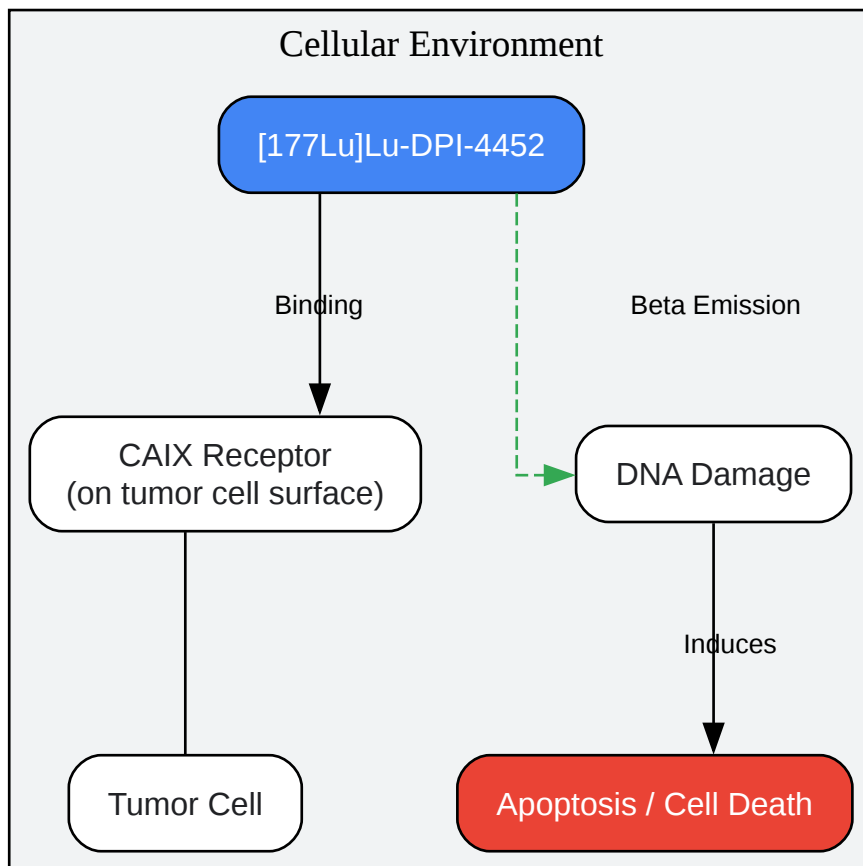 Cellular Environment
[177Lu]Lu-DPI-4452
Binding
Beta Emission
CAIX Receptor
(on tumor cell surface)
DNA Damage
Induces
Tumor Cell
Apoptosis / Cell Death